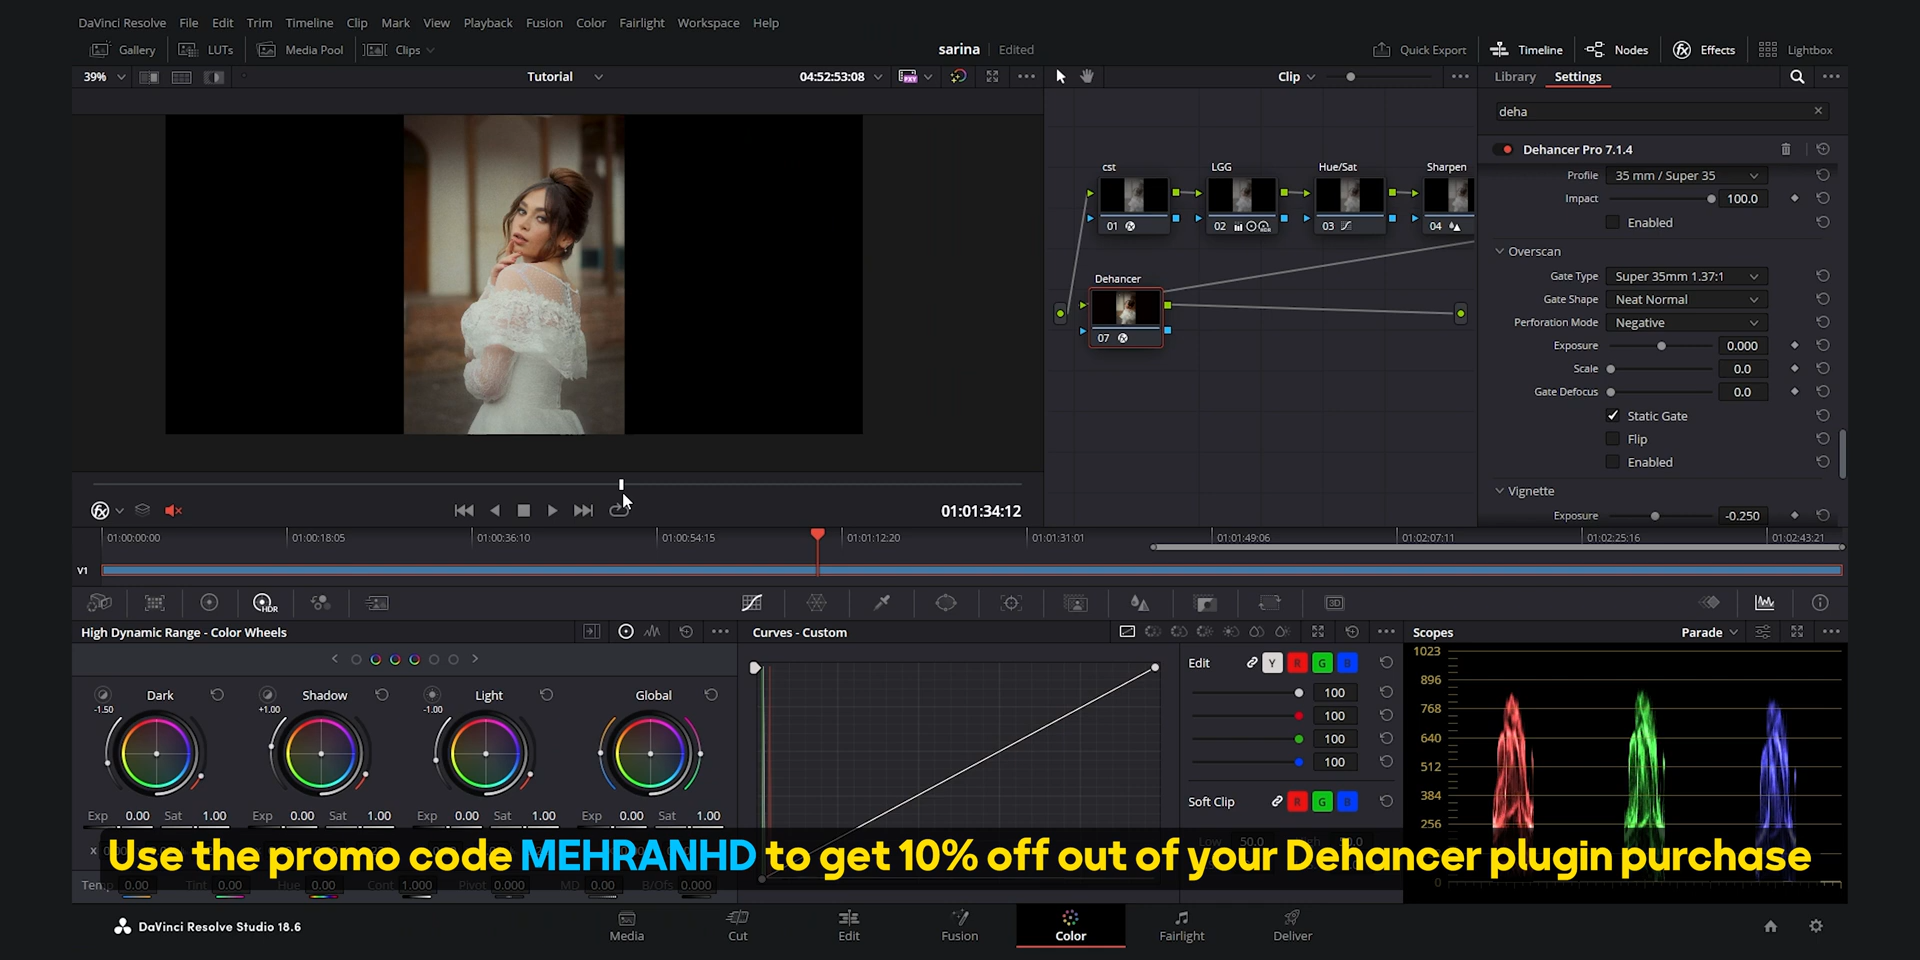 DaVinci Resolve File Edit Trim Timeline Clip Mark View Playback Fusion Color Fairlight Workspace Help
Gallery LUTs Media Pool Clips sarina Edited Quick Export Timeline Nodes Effects Lightbox
39% Tutorial 04:52:53:08 Clip Library Settings
deha
Dehancer Pro 7.1.4
Profile 35 mm / Super 35
Impact 100.0
Enabled
Overscan
Gate Type Super 35mm 1.37:1
Gate Shape Neat Normal
Perforation Mode Negative
Exposure 0.000
Scale 0.0
Gate Defocus 0.0
Static Gate
Flip
Enabled
Vignette
Exposure -0.250
cst LGG Hue/Sat Sharpen
01 02 03 04
Dehancer
07
01:01:34:12
01:00:00:00 01:00:18:05 01:00:36:10 01:00:54:15 01:01:12:20 01:01:31:01 01:01:49:06 01:02:07:11 01:02:25:16 01:02:43:21
V1
HDR 3D
High Dynamic Range - Color Wheels
Dark Shadow Light Global
-1.50 +1.00 -1.00
Exp 0.00 Sat 1.00 Exp 0.00 Sat 1.00 Exp 0.00 Sat 1.00 Exp 0.00 Sat 1.00
Temp 0.00 Tint 0.00 Hue 0.00 Cont 1.000 Pivot 0.000 MD 0.00 B/Ofs 0.000
Curves - Custom
Edit Y R G B
100
100
100
100
Soft Clip R G B
Low 50.0
Scopes Parade
1023
896
768
640
512
384
256
0
Use the promo code MEHRANHD to get 10% off out of your Dehancer plugin purchase
DaVinci Resolve Studio 18.6
Media Cut Edit Fusion Color Fairlight Deliver